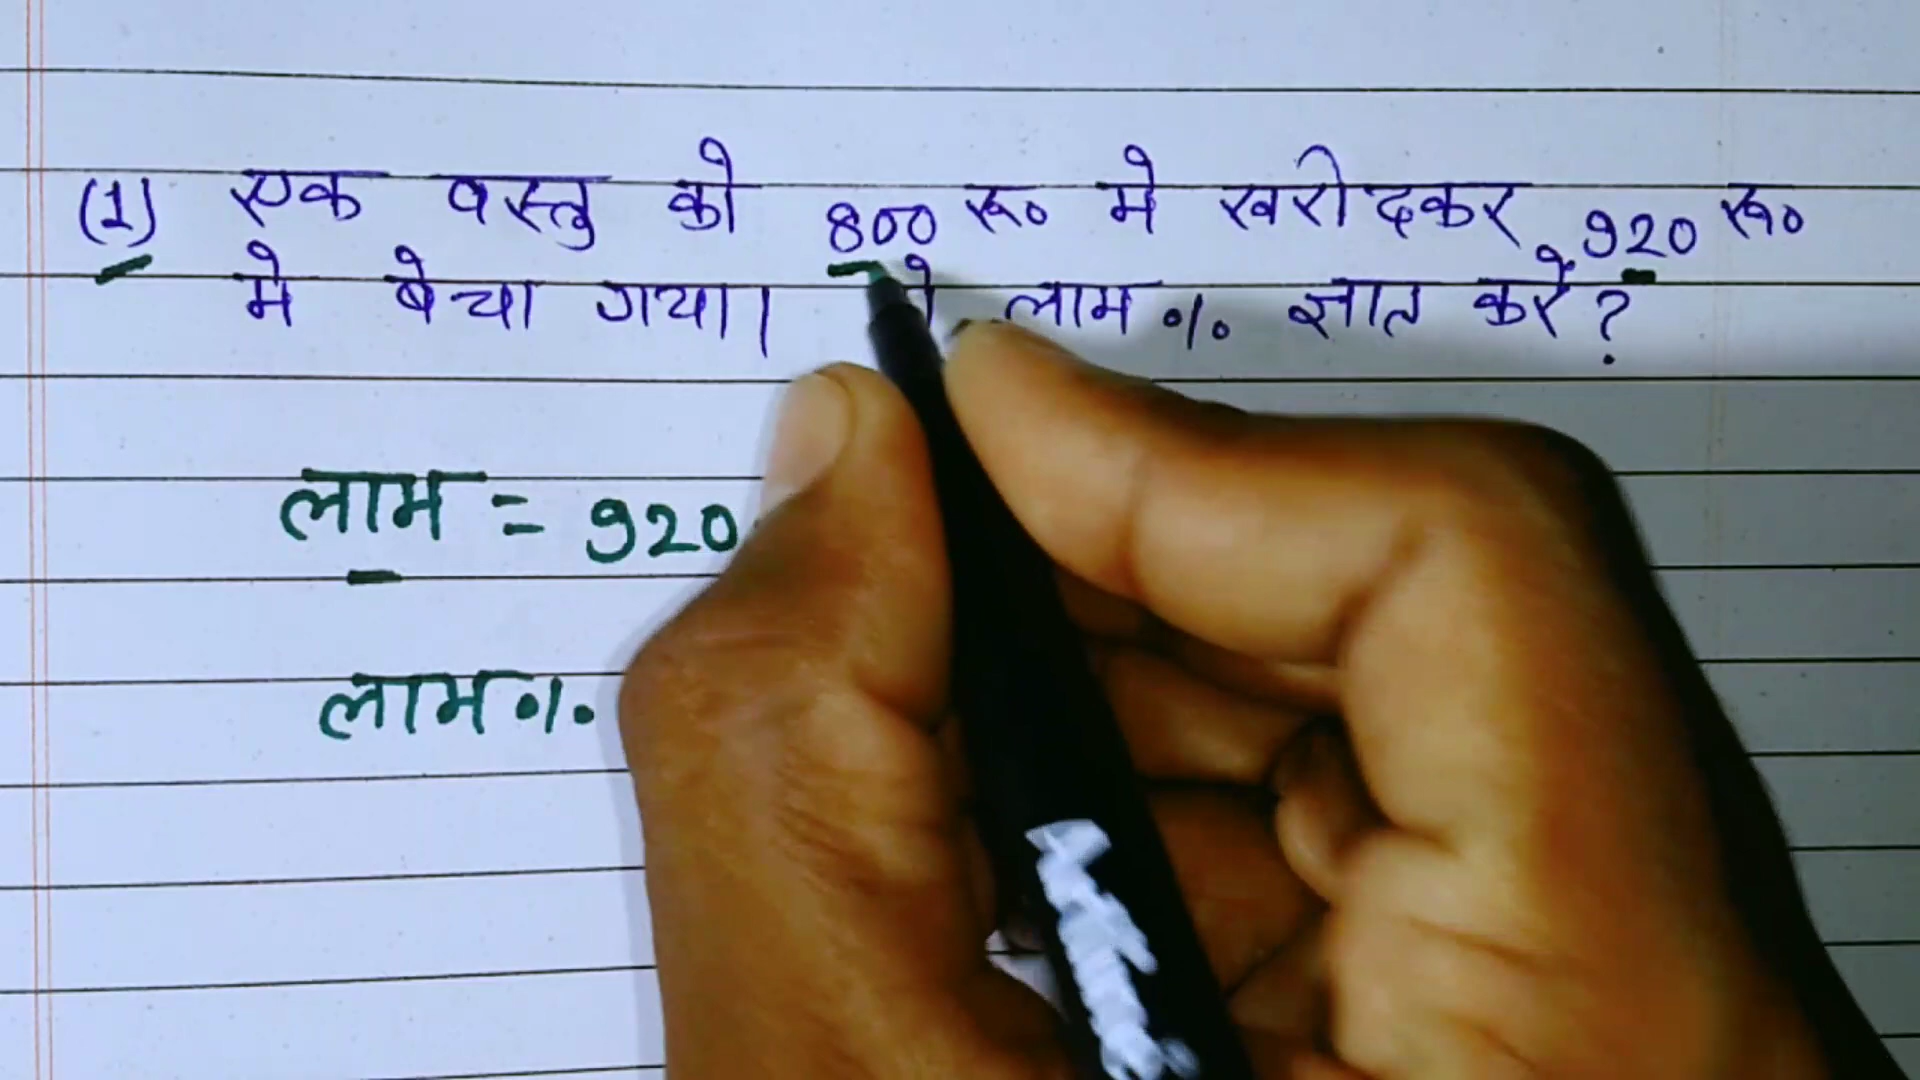 (1) एक वस्तु को 800 रू० मे खरीदकर 920 रू०
मे बेचा गया। लाभ % ज्ञात करें ?
लाभ = 920
लाभ %